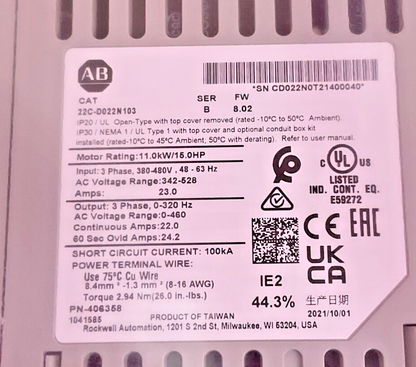 AB
*SN CD022N0T21400040*
CAT SER FW
22C-D022N103 B 8.02
IP20 / UL Open-Type with top cover removed (rated -10°C to 50°C Ambient).
IP30 / NEMA 1 / UL Type 1 with top cover and optional conduit box kit
installed (rated -10°C to 45°C Ambient, 50°C with derating). Refer to user manual.
Motor Rating:11.0kW/15.0HP
Input: 3 Phase, 380-480V . 48 - 63 Hz
AC Voltage Range:342-528
Amps: 23.0
Output: 3 Phase, 0-320 Hz
AC Voltage Range:0-460
Continuous Amps:22.0
60 Sec Ovld Amps:24.2
C UL US
LISTED
IND. CONT. EQ.
E59272
CE EAC
UK
CA
SHORT CIRCUIT CURRENT: 100kA
POWER TERMINAL WIRE:
Use 75°C Cu Wire
8.4mm² -1.3 mm² (8-16 AWG)
Torque 2.94 Nm(26.0 in.-lbs.)
IE2
44.3%
生产日期
2021/10/01
PN-406358
1041585
PRODUCT OF TAIWAN
Rockwell Automation, 1201 S 2nd St, Milwaukee, WI 53204, USA